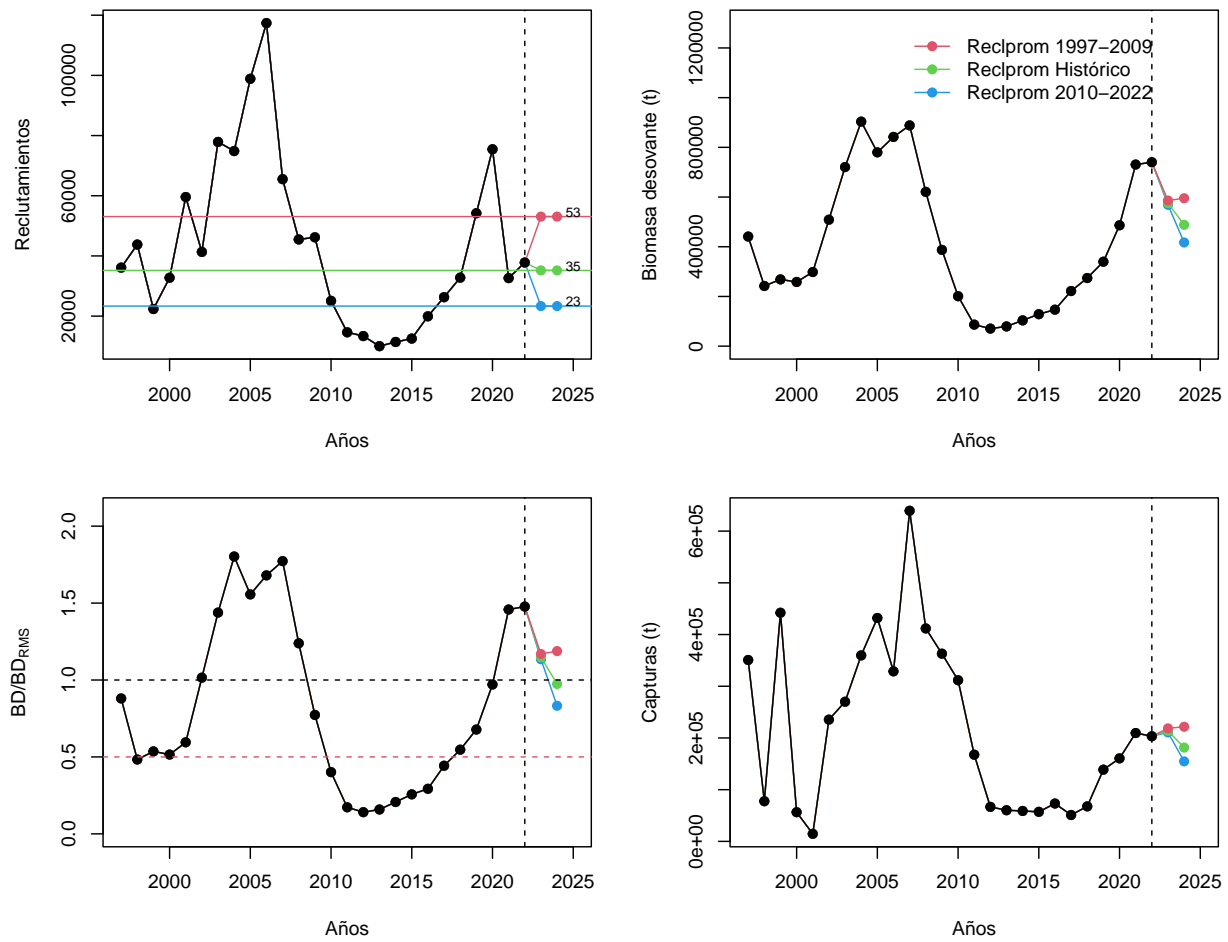 Reclutamientos
20000
60000
100000
53
35
23
2000
2005
2010
2015
2020
2025
Años
Biomasa desovante (t)
0
400000
800000
1200000
Reclprom 1997−2009
Reclprom Histórico
Reclprom 2010−2022
2000
2005
2010
2015
2020
2025
Años
BD/BDRMS
0.0
0.5
1.0
1.5
2.0
2000
2005
2010
2015
2020
2025
Años
Capturas (t)
0e+00
2e+05
4e+05
6e+05
2000
2005
2010
2015
2020
2025
Años